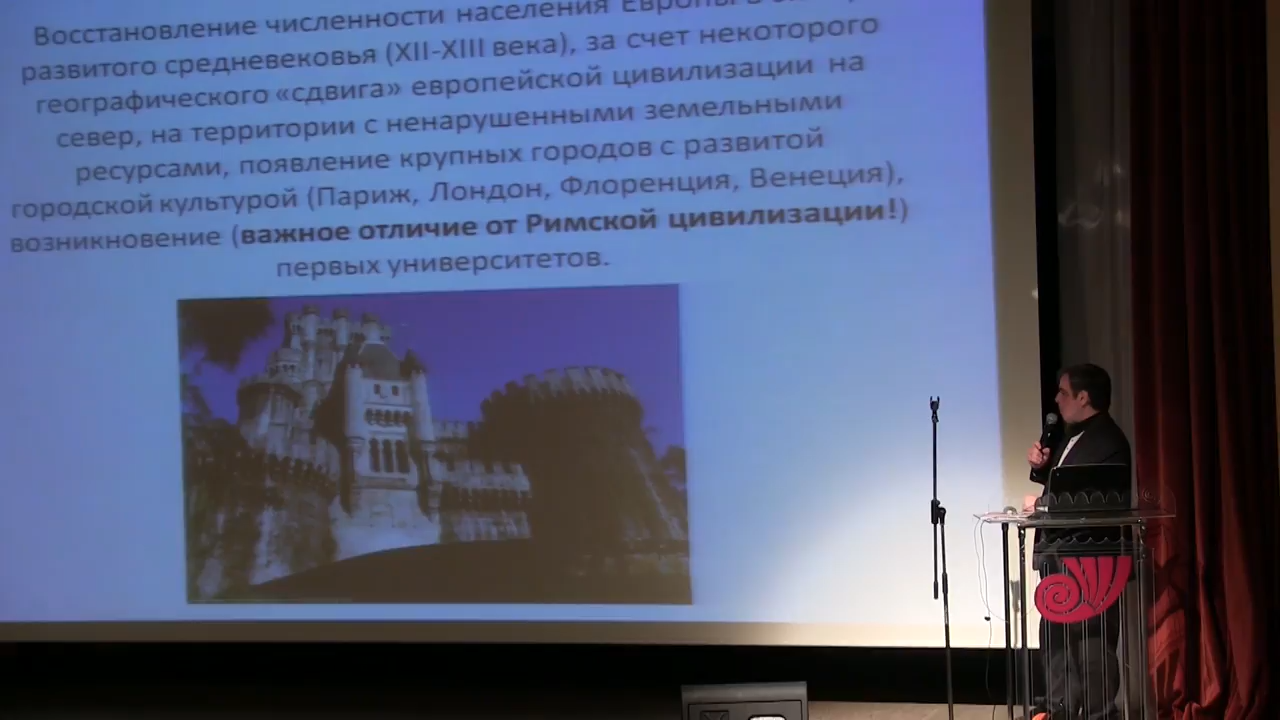 Восстановление численности населения Европы в
развитого средневековья (XII-XIII века), за счет некоторого
географического «сдвига» европейской цивилизации на
север, на территории с ненарушенными земельными
ресурсами, появление крупных городов с развитой
городской культурой (Париж, Лондон, Флоренция, Венеция),
возникновение (важное отличие от Римской цивилизации!)
первых университетов.